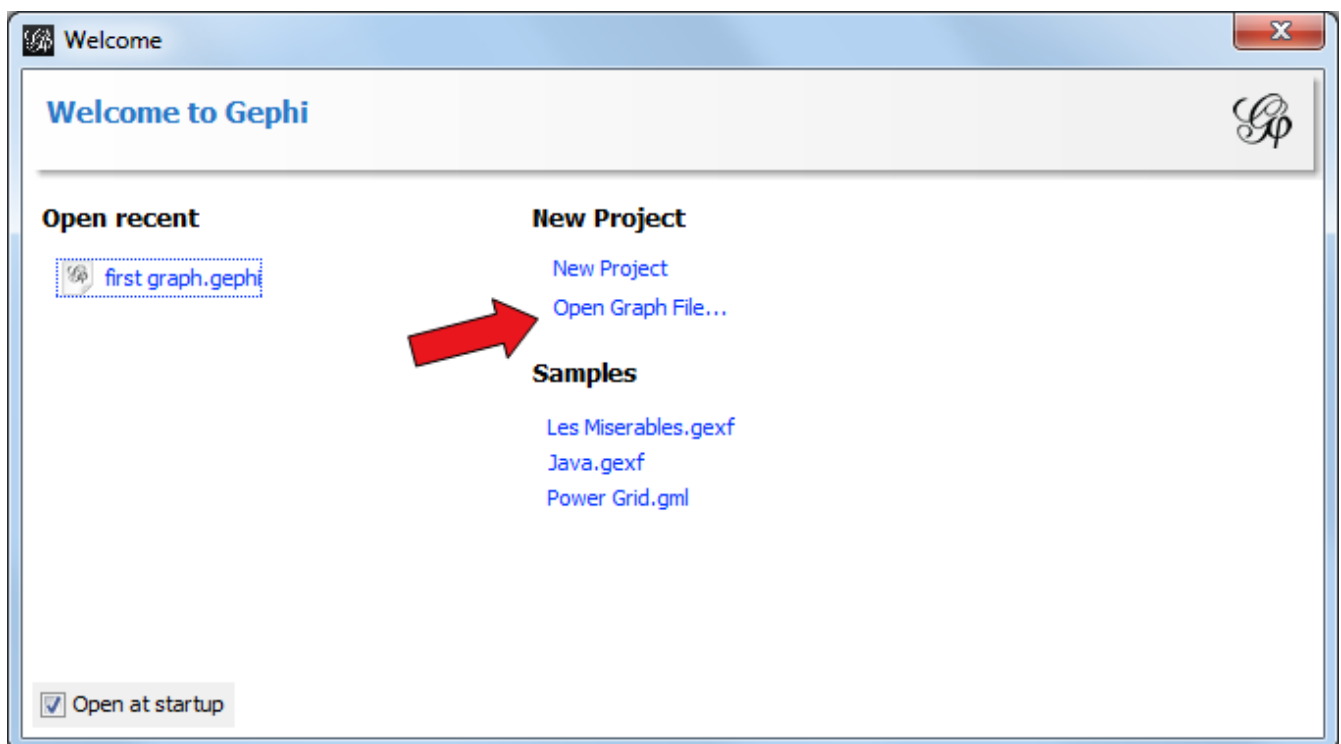 Welcome
Welcome to Gephi
Open recent
first graph.gephi
New Project
New Project
Open Graph File...
Samples
Les Miserables.gexf
Java.gexf
Power Grid.gml
Open at startup